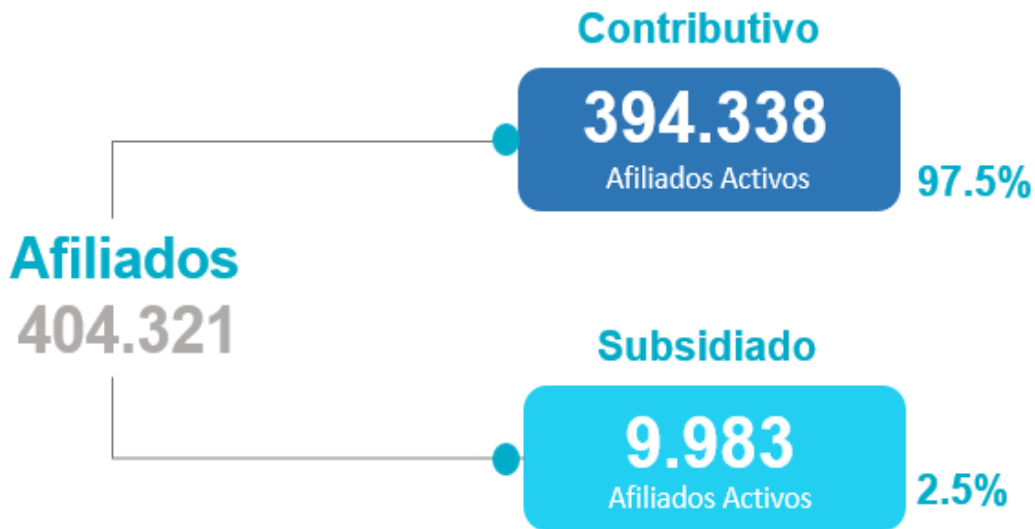 Contributivo
394.338
Afiliados Activos
97.5%
Afiliados
404.321
Subsidiado
9.983
Afiliados Activos
2.5%